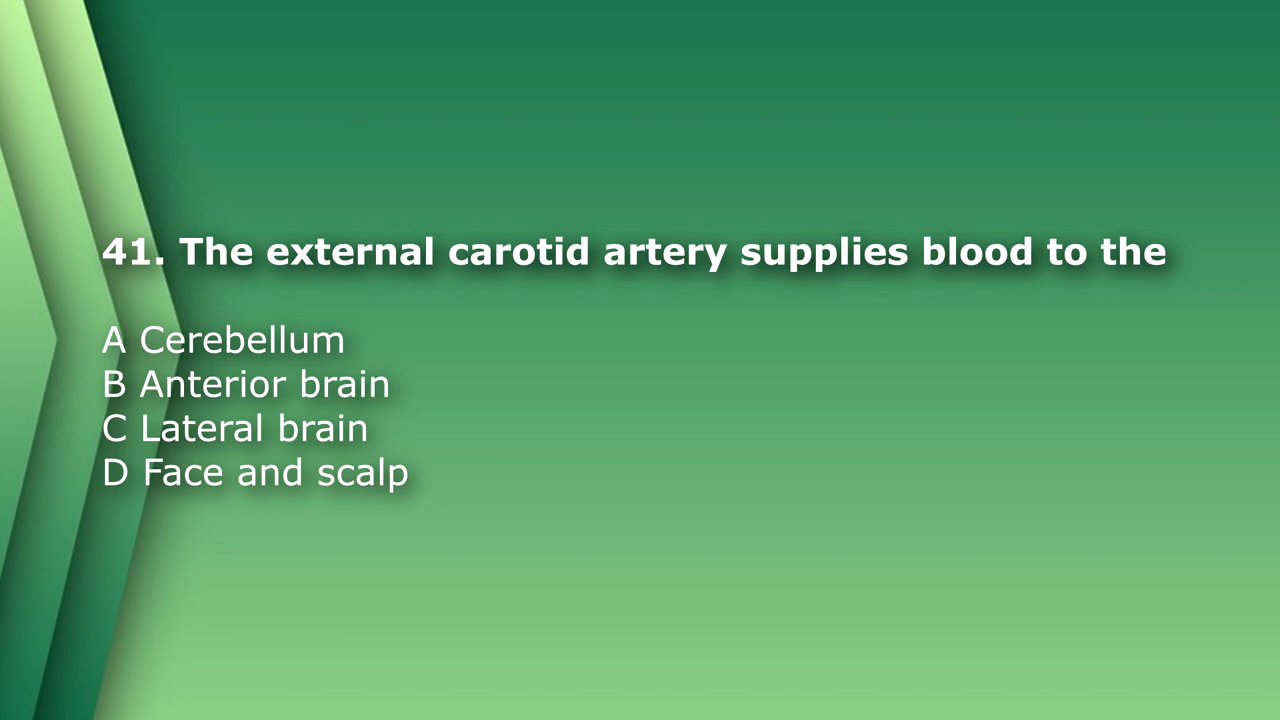 41. The external carotid artery supplies blood to the
A Cerebellum
B Anterior brain
C Lateral brain
D Face and scalp